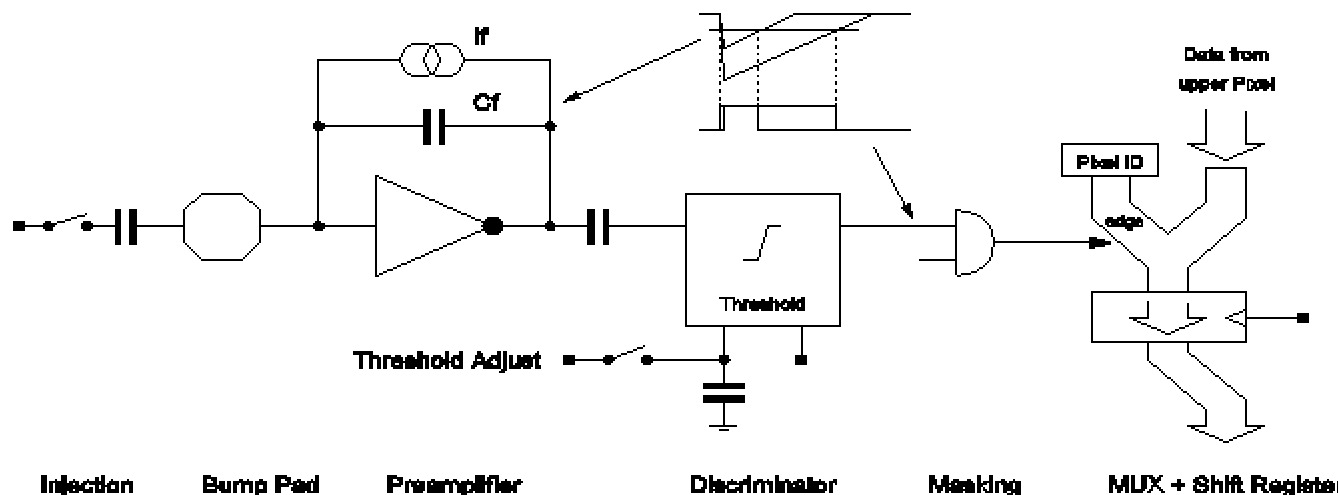 If
Cf
Data from
upper Pixel
Pixel ID
edge
Threshold
Threshold Adjust
Injection
Bump Pad
Preamplifier
Discriminator
Masking
MUX + Shift Register